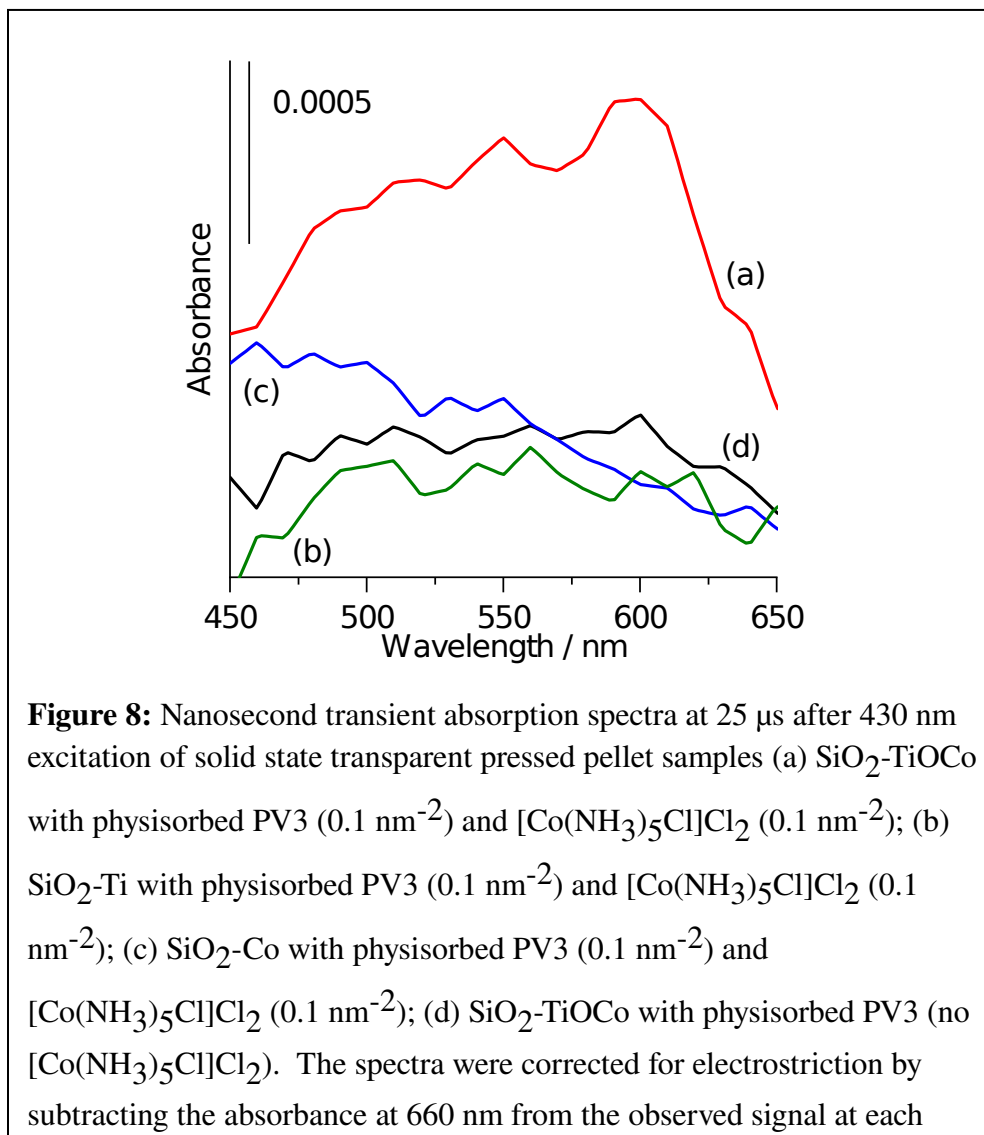 0.0005
Absorbance
(a)
(c)
(d)
(b)
450 500 550 600 650
Wavelength / nm
Figure 8: Nanosecond transient absorption spectra at 25 µs after 430 nm
excitation of solid state transparent pressed pellet samples (a) SiO2-TiOCo
with physisorbed PV3 (0.1 nm-2) and [Co(NH3)5Cl]Cl2 (0.1 nm-2); (b)
SiO2-Ti with physisorbed PV3 (0.1 nm-2) and [Co(NH3)5Cl]Cl2 (0.1
nm-2); (c) SiO2-Co with physisorbed PV3 (0.1 nm-2) and
[Co(NH3)5Cl]Cl2 (0.1 nm-2); (d) SiO2-TiOCo with physisorbed PV3 (no
[Co(NH3)5Cl]Cl2). The spectra were corrected for electrostriction by
subtracting the absorbance at 660 nm from the observed signal at each